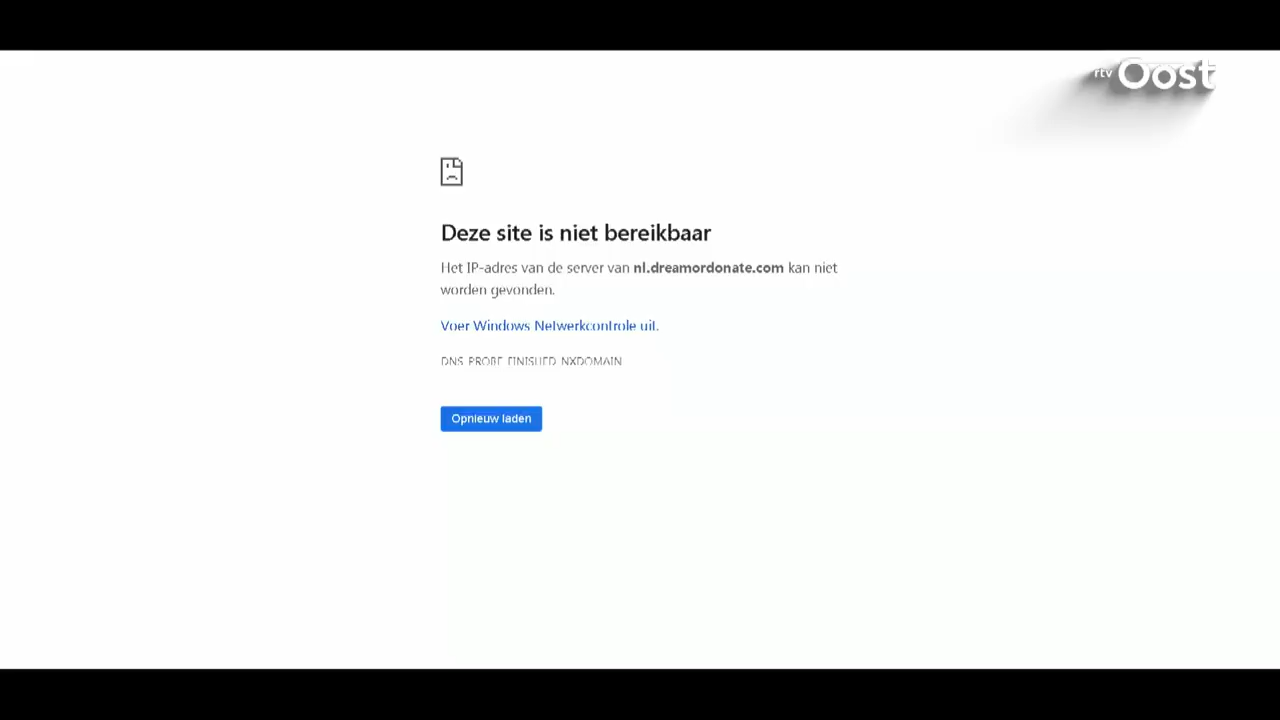 rtv Oost
Deze site is niet bereikbaar
Het IP-adres van de server van nl.dreamordonate.com kan niet
worden gevonden.
Voer Windows Netwerkcontrole uit.
DNS_PROBE_FINISHED_NXDOMAIN
Opnieuw laden